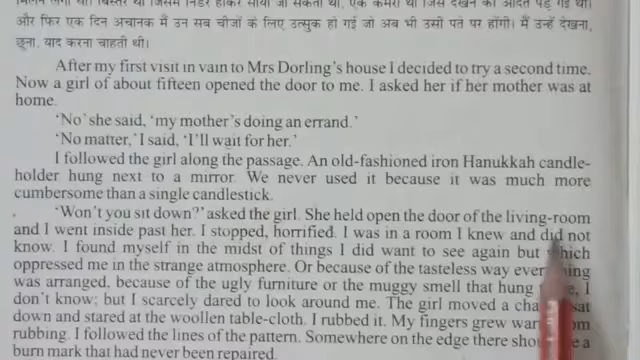 मिलने लगी थी। बिस्तर था जिसमें निडर होकर सोया जा सकता था, एक कमरा था जिसे देखने की आदत पड़ गई थी।
और फिर एक दिन अचानक मैं उन सब चीजों के लिए उत्सुक हो गई जो अब भी उसी पते पर होंगी। मैं उन्हें देखना,
छूना, याद करना चाहती थी।
After my first visit in vain to Mrs Dorling's house I decided to try a second time.
Now a girl of about fifteen opened the door to me. I asked her if her mother was at
home.
'No' she said, 'my mother's doing an errand.'
'No matter,' I said, 'I'll wait for her.'
I followed the girl along the passage. An old-fashioned iron Hanukkah candle-
holder hung next to a mirror. We never used it because it was much more
cumbersome than a single candlestick.
'Won't you sit down?' asked the girl. She held open the door of the living-room
and I went inside past her. I stopped, horrified. I was in a room I knew and did not
know. I found myself in the midst of things I did want to see again but which
oppressed me in the strange atmosphere. Or because of the tasteless way
was arranged, because of the ugly furniture or the muggy smell that hung I
don't know; but I scarcely dared to look around me. The girl moved a sat
down and stared at the woollen table-cloth. I rubbed it. My fingers grew
rubbing. I followed the lines of the pattern. Somewhere on the edge there a
burn mark that had never been repaired.